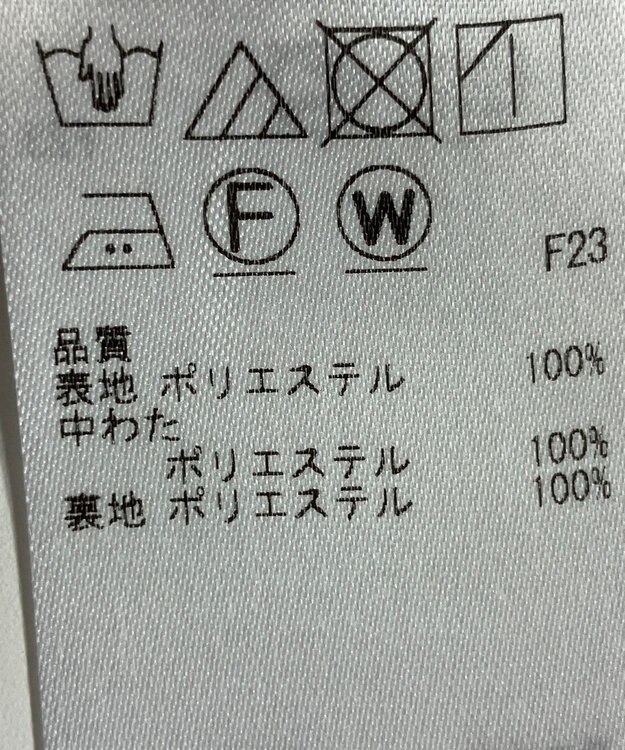 F W F23
品質
表地 ポリエステル 100%
中わた
ポリエステル 100%
裏地 ポリエステル 100%